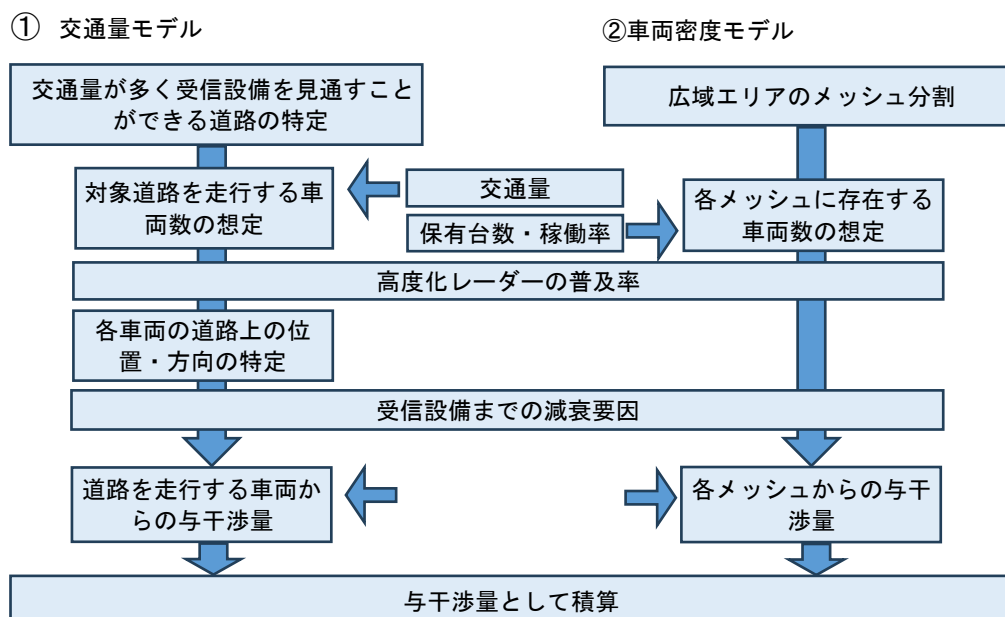 ① 交通量モデル
②車両密度モデル
交通量が多く受信設備を見通すこと
ができる道路の特定
広域エリアのメッシュ分割
対象道路を走行する車
両数の想定
交通量
保有台数・稼働率
各メッシュに存在する
車両数の想定
高度化レーダーの普及率
各車両の道路上の位
置・方向の特定
受信設備までの減衰要因
道路を走行する車両か
らの与干渉量
各メッシュからの与干
渉量
与干渉量として積算